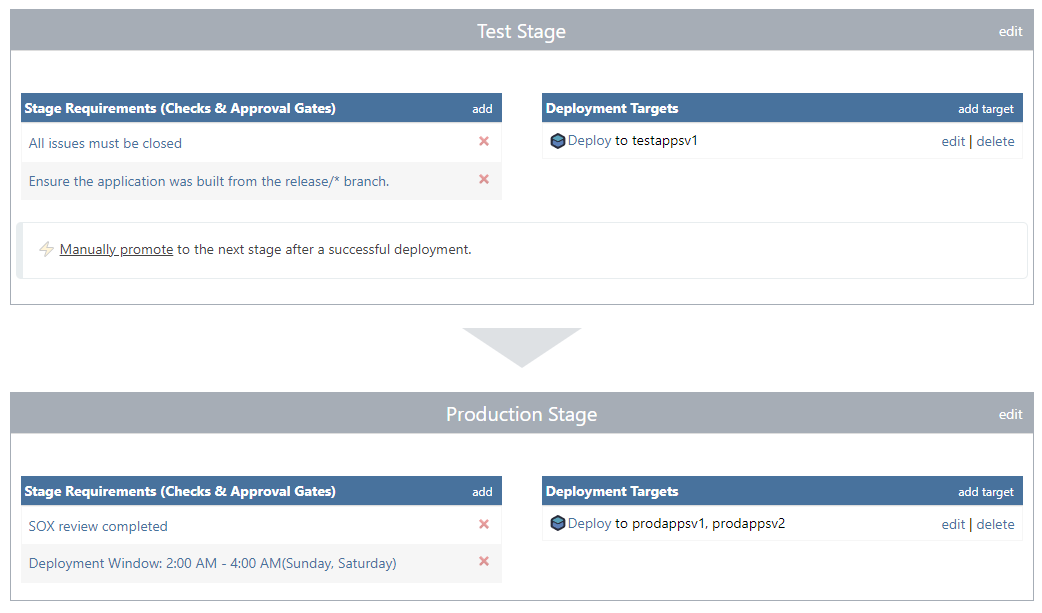 Test Stage
edit
Stage Requirements (Checks & Approval Gates)
add
All issues must be closed
Ensure the application was built from the release/* branch.
Deployment Targets
add target
Deploy to testappsv1
edit | delete
Manually promote to the next stage after a successful deployment.
Production Stage
edit
Stage Requirements (Checks & Approval Gates)
add
SOX review completed
Deployment Window: 2:00 AM - 4:00 AM(Sunday, Saturday)
Deployment Targets
add target
Deploy to prodappsv1, prodappsv2
edit | delete